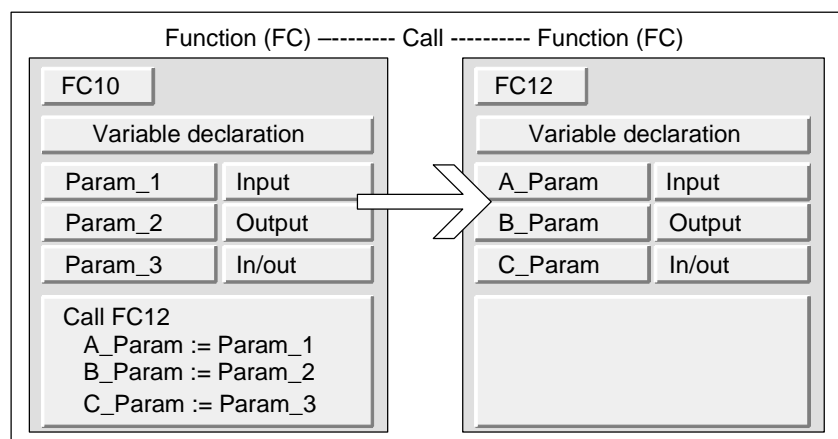 Function (FC) –-------- Call ---------- Function (FC)
FC10
Variable declaration
Param_1 Input
Param_2 Output
Param_3 In/out
Call FC12
A_Param := Param_1
B_Param := Param_2
C_Param := Param_3
FC12
Variable declaration
A_Param Input
B_Param Output
C_Param In/out